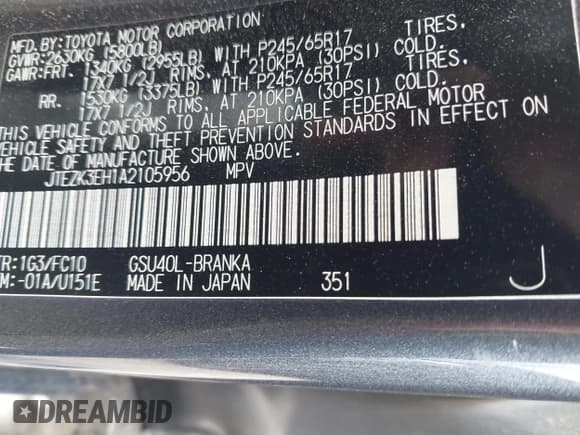 MFD.BY: TOYOTA MOTOR CORPORATION
GVWR: 2630KG (5800LB)
GAWR: FRT. 1340KG (2955LB) WITH P245/65R17 TIRES,
17X7 1/2J RIMS, AT 210KPA (30PSI) COLD.
RR. 1530KG (3375LB) WITH P245/65R17 TIRES,
17X7 1/2J RIMS, AT 210KPA (30PSI) COLD.
THIS VEHICLE CONFORMS TO ALL APPLICABLE FEDERAL MOTOR
VEHICLE SAFETY AND THEFT PREVENTION STANDARDS IN EFFECT ON
THE DATE OF MANUFACTURE SHOWN ABOVE.
JTEZK3EH1A2105956 MPV
TR: 1G3/FC10 GSU40L-BRANKA
M: -01A/U151E MADE IN JAPAN 351 J
DREAMBID